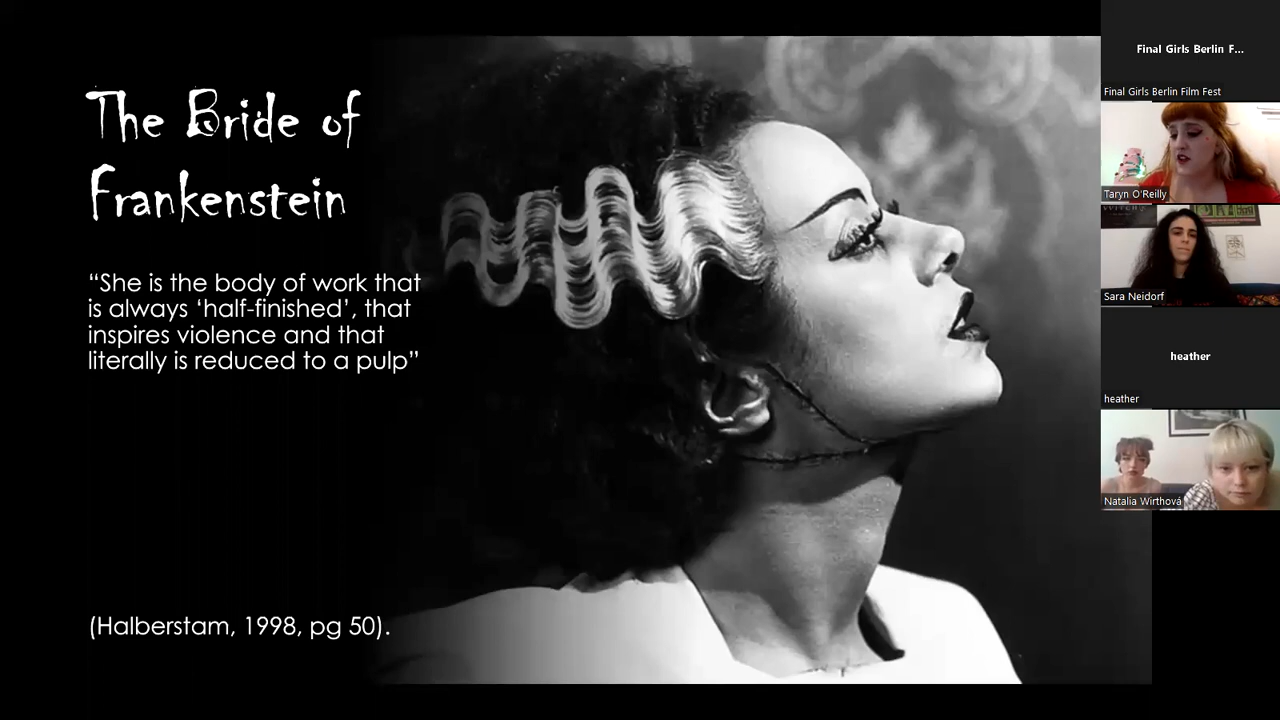 The Bride of
Frankenstein
“She is the body of work that
is always ‘half-finished’, that
inspires violence and that
literally is reduced to a pulp”
(Halberstam, 1998, pg 50).
Final Girls Berlin F...
Final Girls Berlin Film Fest
Taryn O'Reilly
Sara Neidorf
heather
heather
Natalia Wirthová